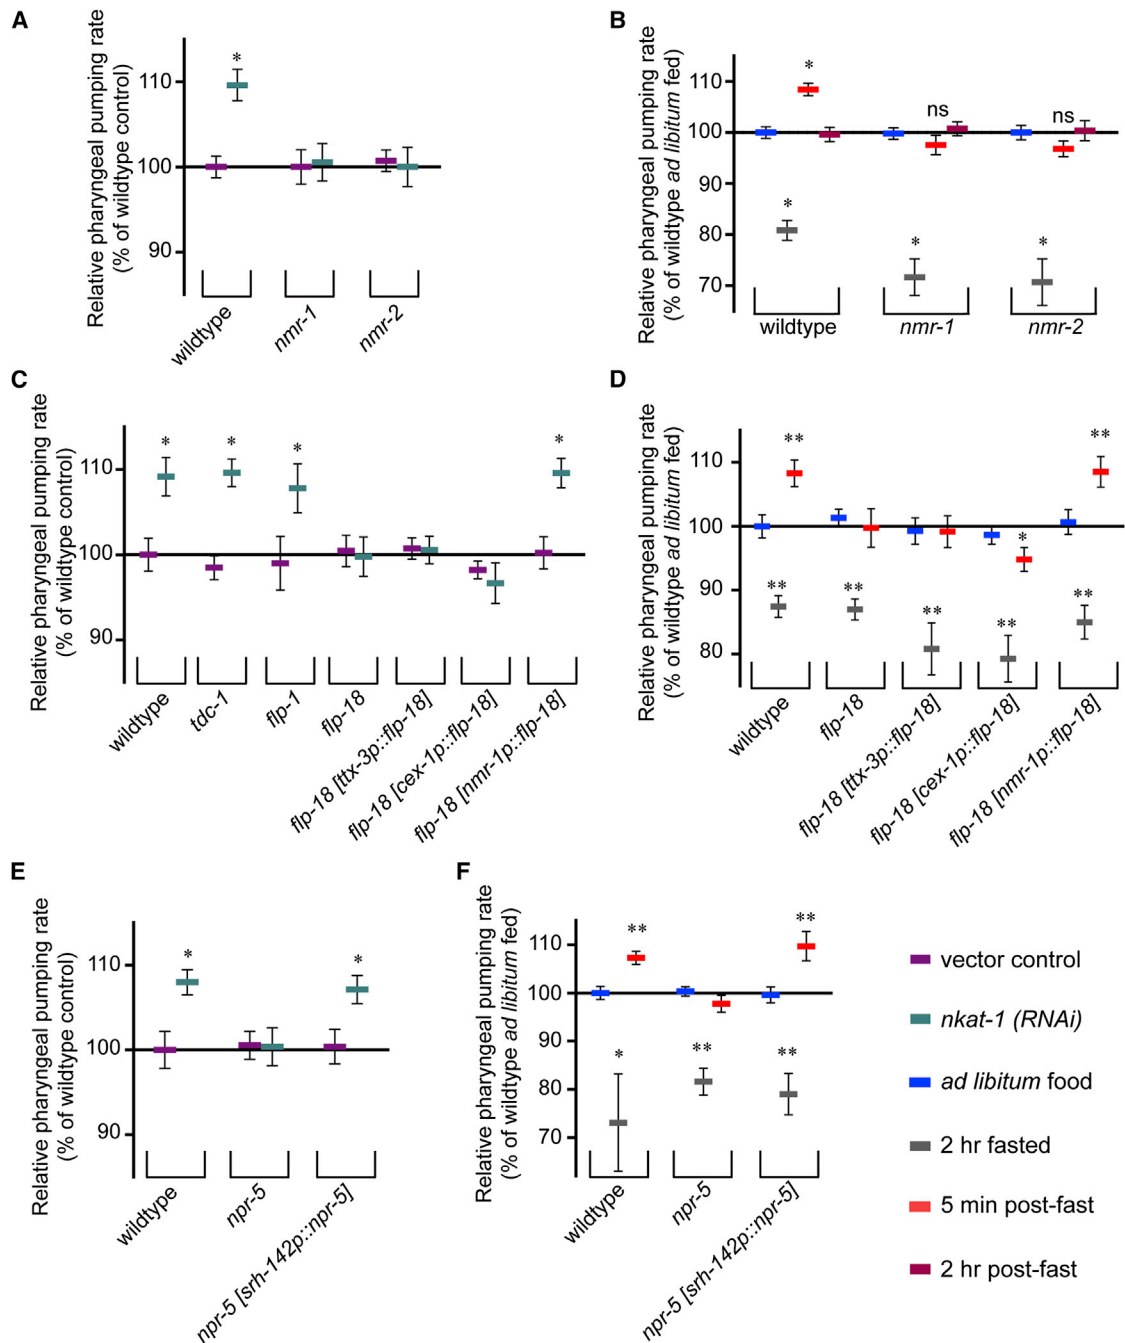 A
Relative pharyngeal pumping rate
(% of wildtype control)
110
100
90
*
wildtype
nmr-1
nmr-2
B
Relative pharyngeal pumping rate
(% of wildtype ad libitum fed)
110
100
90
80
70
*
*
ns
*
ns
*
wildtype
nmr-1
nmr-2
C
Relative pharyngeal pumping rate
(% of wildtype control)
110
100
90
*
*
*
*
wildtype
tdc-1
flp-1
flp-18
flp-18 [ttx-3p::flp-18]
flp-18 [cex-1p::flp-18]
flp-18 [nmr-1p::flp-18]
D
Relative pharyngeal pumping rate
(% of wildtype ad libitum fed)
110
100
90
80
**
**
**
**
*
**
**
**
wildtype
flp-18
flp-18 [ttx-3p::flp-18]
flp-18 [cex-1p::flp-18]
flp-18 [nmr-1p::flp-18]
E
Relative pharyngeal pumping rate
(% of wildtype control)
110
100
90
*
*
wildtype
npr-5
npr-5 [srh-142p::npr-5]
F
Relative pharyngeal pumping rate
(% of wildtype ad libitum fed)
110
100
90
80
70
**
*
**
**
**
wildtype
npr-5
npr-5 [srh-142p::npr-5]
vector control
nkat-1 (RNAi)
ad libitum food
2 hr fasted
5 min post-fast
2 hr post-fast